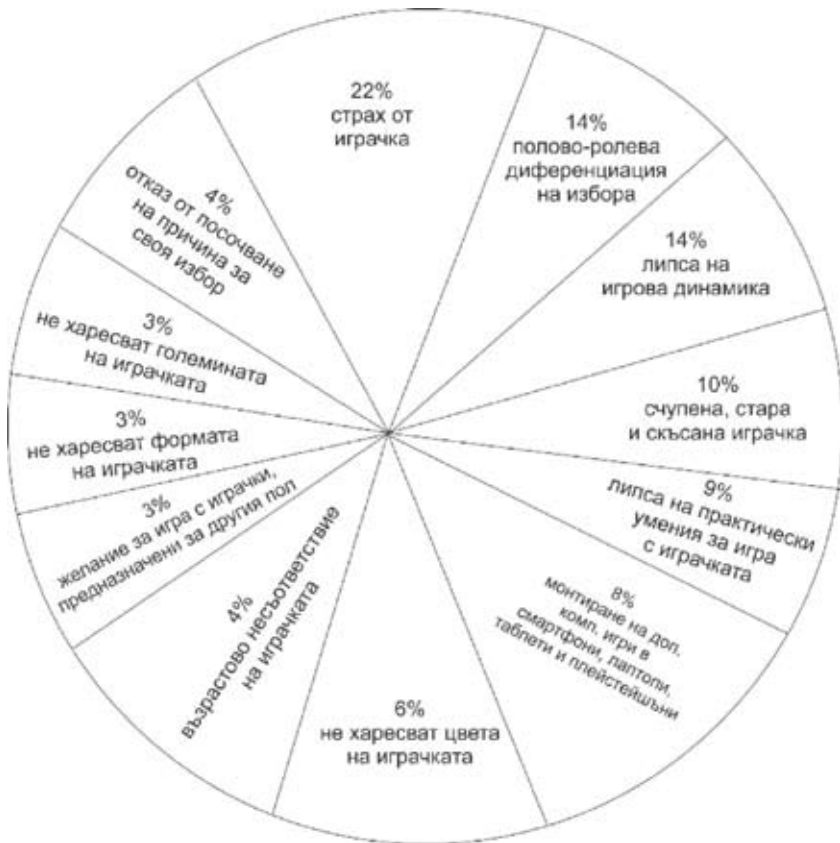 22%
страх от
играчка
14%
полово-ролева
диференциация
на избора
14%
липса на
игрова динамика
10%
счупена, стара
и скъсана играчка
9%
липса на практически
умения за игра
с играчката
8%
монтиране на доп.
комп. игри в
смартфони, лаптопи,
таблети и плейстейшъни
6%
не харесват цвета
на играчката
4%
възрастово несъответствие
на играчката
3%
желание за игра с играчки,
предназначени за другия пол
3%
не харесват формата
на играчката
3%
не харесват големината
на играчката
4%
отказ от посочване
на причина за
своя избор